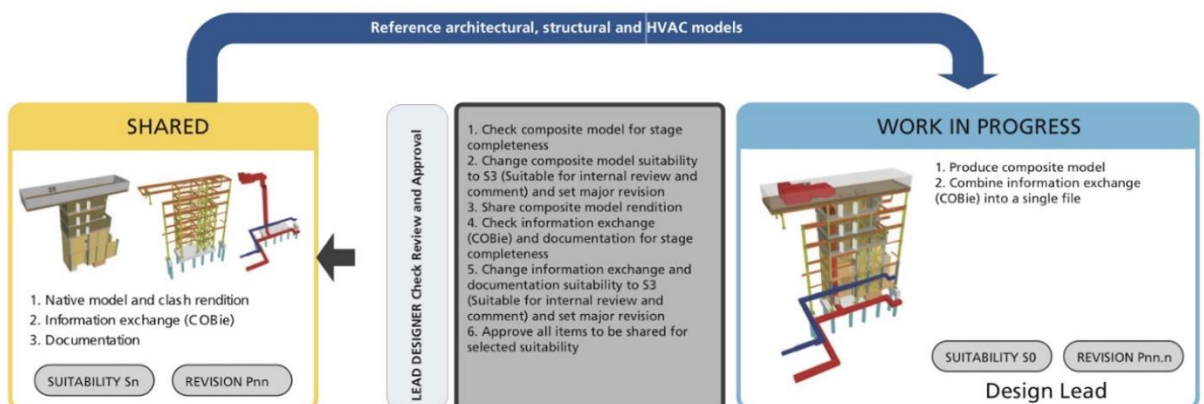 Reference architectural, structural and HVAC models
SHARED
1. Native model and clash rendition
2. Information exchange (COBie)
3. Documentation
SUITABILITY Sn
REVISION Pnn
LEAD DESIGNER Check Review and Approval
1. Check composite model for stage
completeness
2. Change composite model suitability
to S3 (Suitable for internal review and
comment) and set major revision
3. Share composite model rendition
4. Check information exchange
(COBie) and documentation for stage
completeness
5. Change information exchange and
documentation suitability to S3
(Suitable for internal review and
comment) and set major revision
6. Approve all items to be shared for
selected suitability
WORK IN PROGRESS
1. Produce composite model
2. Combine information exchange
(COBie) into a single file
SUITABILITY S0
REVISION Pnn.n
Design Lead